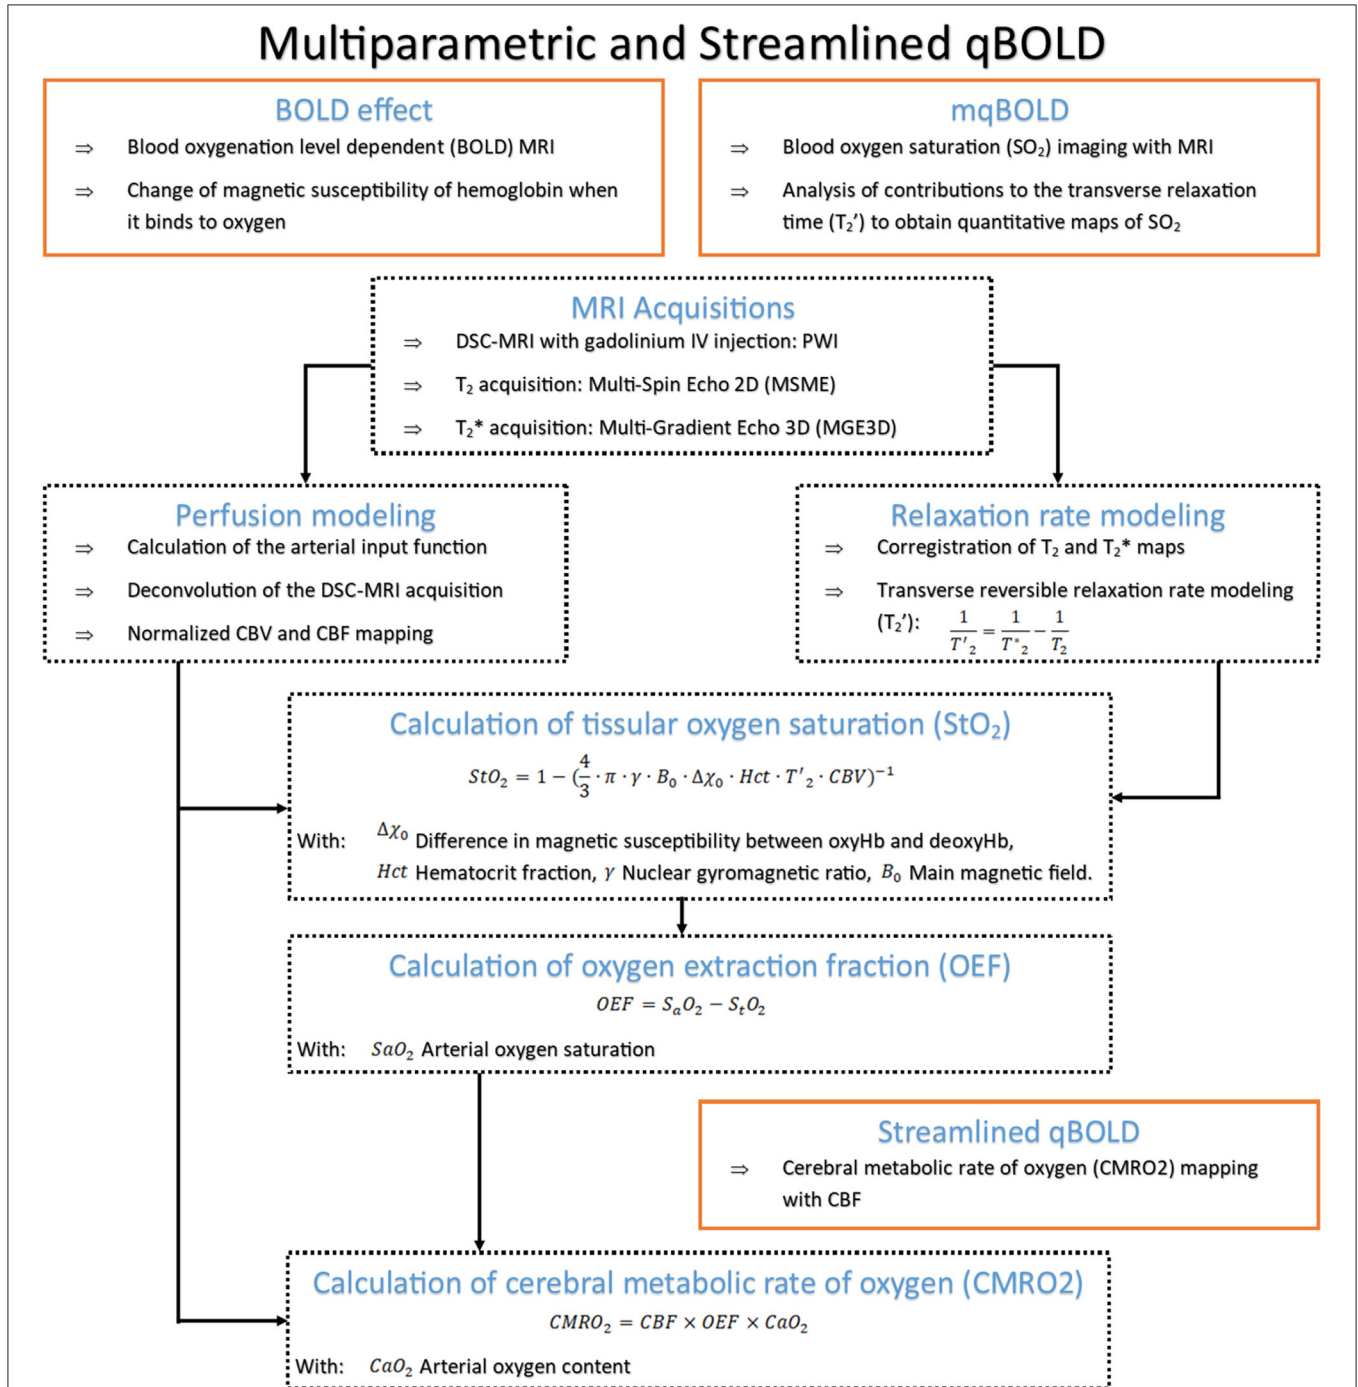 Multiparametric and Streamlined qBOLD
BOLD effect
⇒ Blood oxygenation level dependent (BOLD) MRI
⇒ Change of magnetic susceptibility of hemoglobin when
it binds to oxygen
mqBOLD
⇒ Blood oxygen saturation (SO₂) imaging with MRI
⇒ Analysis of contributions to the transverse relaxation
time (T₂’) to obtain quantitative maps of SO₂
MRI Acquisitions
⇒ DSC-MRI with gadolinium IV injection: PWI
⇒ T₂ acquisition: Multi-Spin Echo 2D (MSME)
⇒ T₂* acquisition: Multi-Gradient Echo 3D (MGE3D)
Perfusion modeling
⇒ Calculation of the arterial input function
⇒ Deconvolution of the DSC-MRI acquisition
⇒ Normalized CBV and CBF mapping
Relaxation rate modeling
⇒ Corregistration of T₂ and T₂* maps
⇒ Transverse reversible relaxation rate modeling
(T₂’): 1/T'₂ = 1/T*₂ − 1/T₂
Calculation of tissular oxygen saturation (StO₂)
StO₂ = 1 − (4/3 · π · γ · B₀ · Δχ₀ · Hct · T'₂ · CBV)⁻¹
With: Δχ₀ Difference in magnetic susceptibility between oxyHb and deoxyHb,
Hct Hematocrit fraction, γ Nuclear gyromagnetic ratio, B₀ Main magnetic field.
Calculation of oxygen extraction fraction (OEF)
OEF = SₐO₂ − SₜO₂
With: SaO₂ Arterial oxygen saturation
Streamlined qBOLD
⇒ Cerebral metabolic rate of oxygen (CMRO2) mapping
with CBF
Calculation of cerebral metabolic rate of oxygen (CMRO2)
CMRO₂ = CBF × OEF × CaO₂
With: CaO₂ Arterial oxygen content